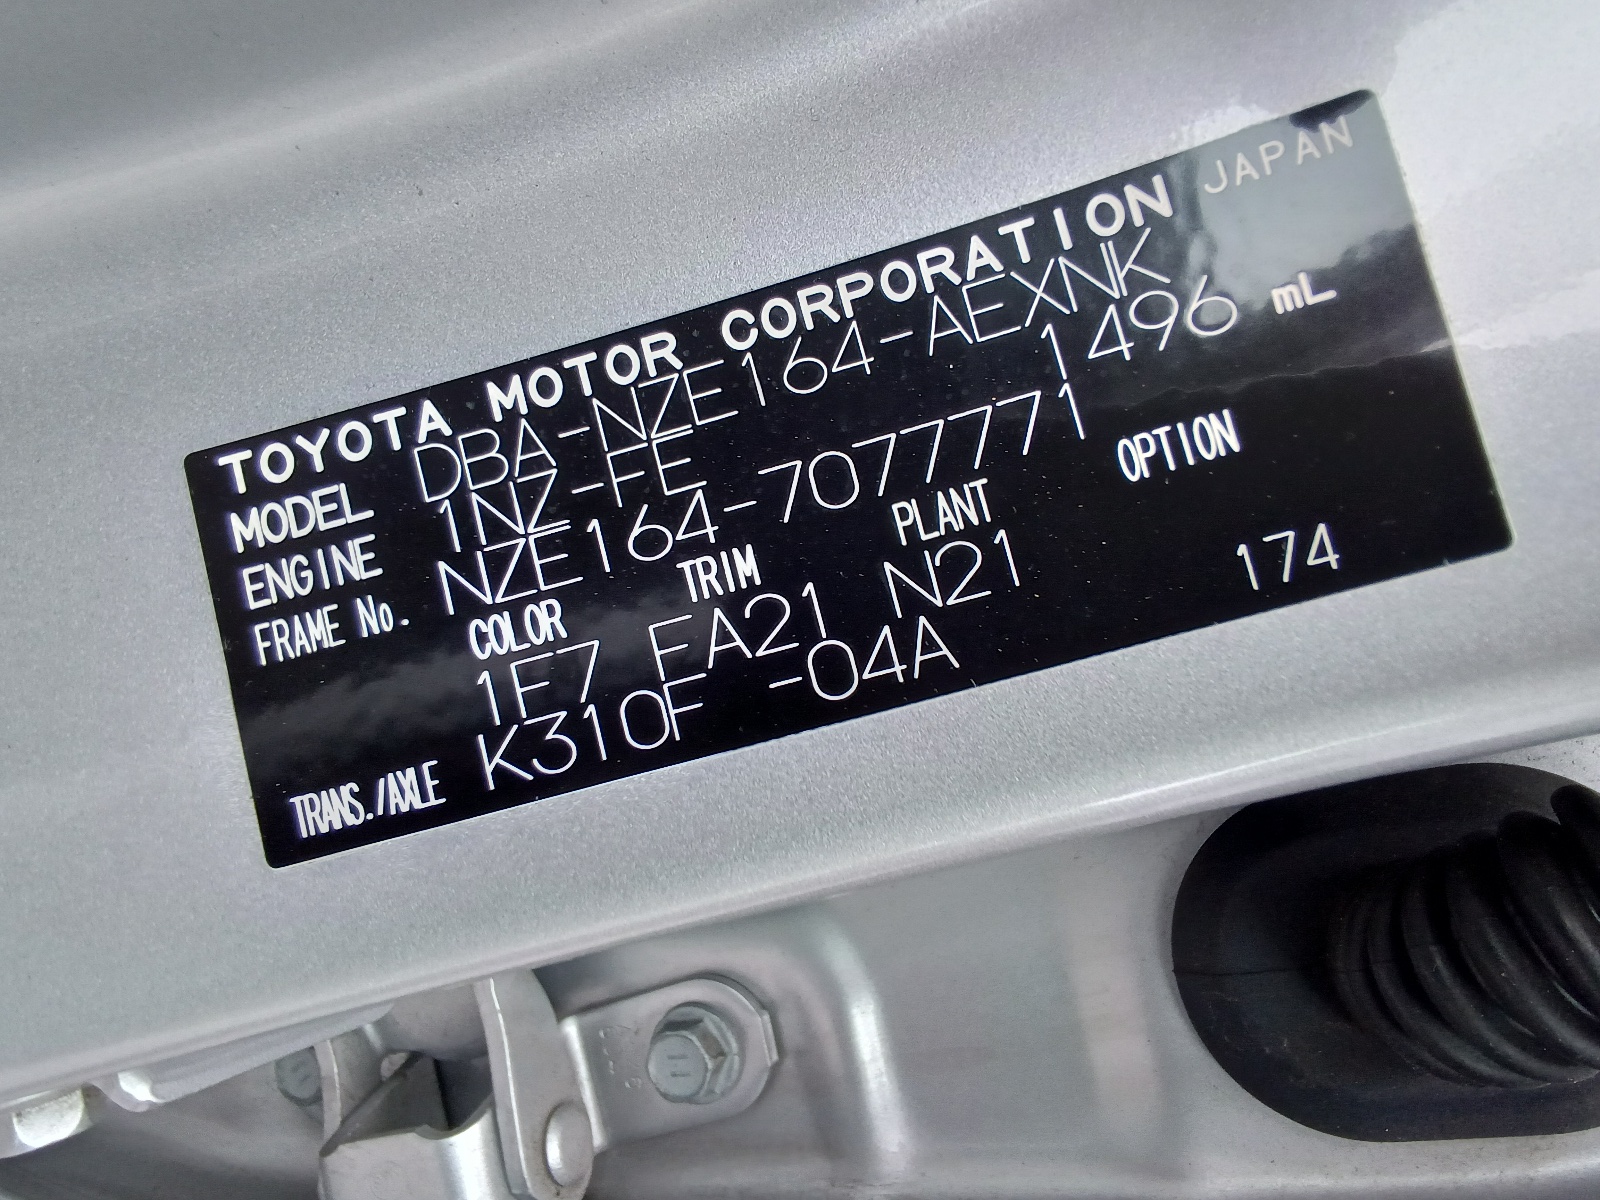 TOYOTA MOTOR CORPORATION JAPAN
MODEL DBA-NZE164-AEXNK
ENGINE 1NZ-FE 1496 mL
FRAME No. NZE164-7077771
COLOR TRIM PLANT OPTION
1F7 FA21 N21 174
TRANS./AXLE K310F -04A